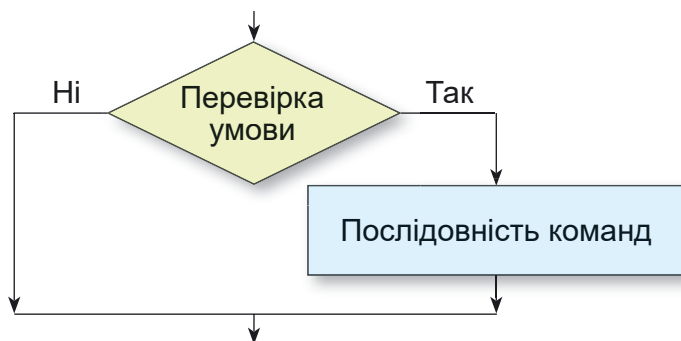 Ні
Перевірка
умови
Так
Послідовність команд